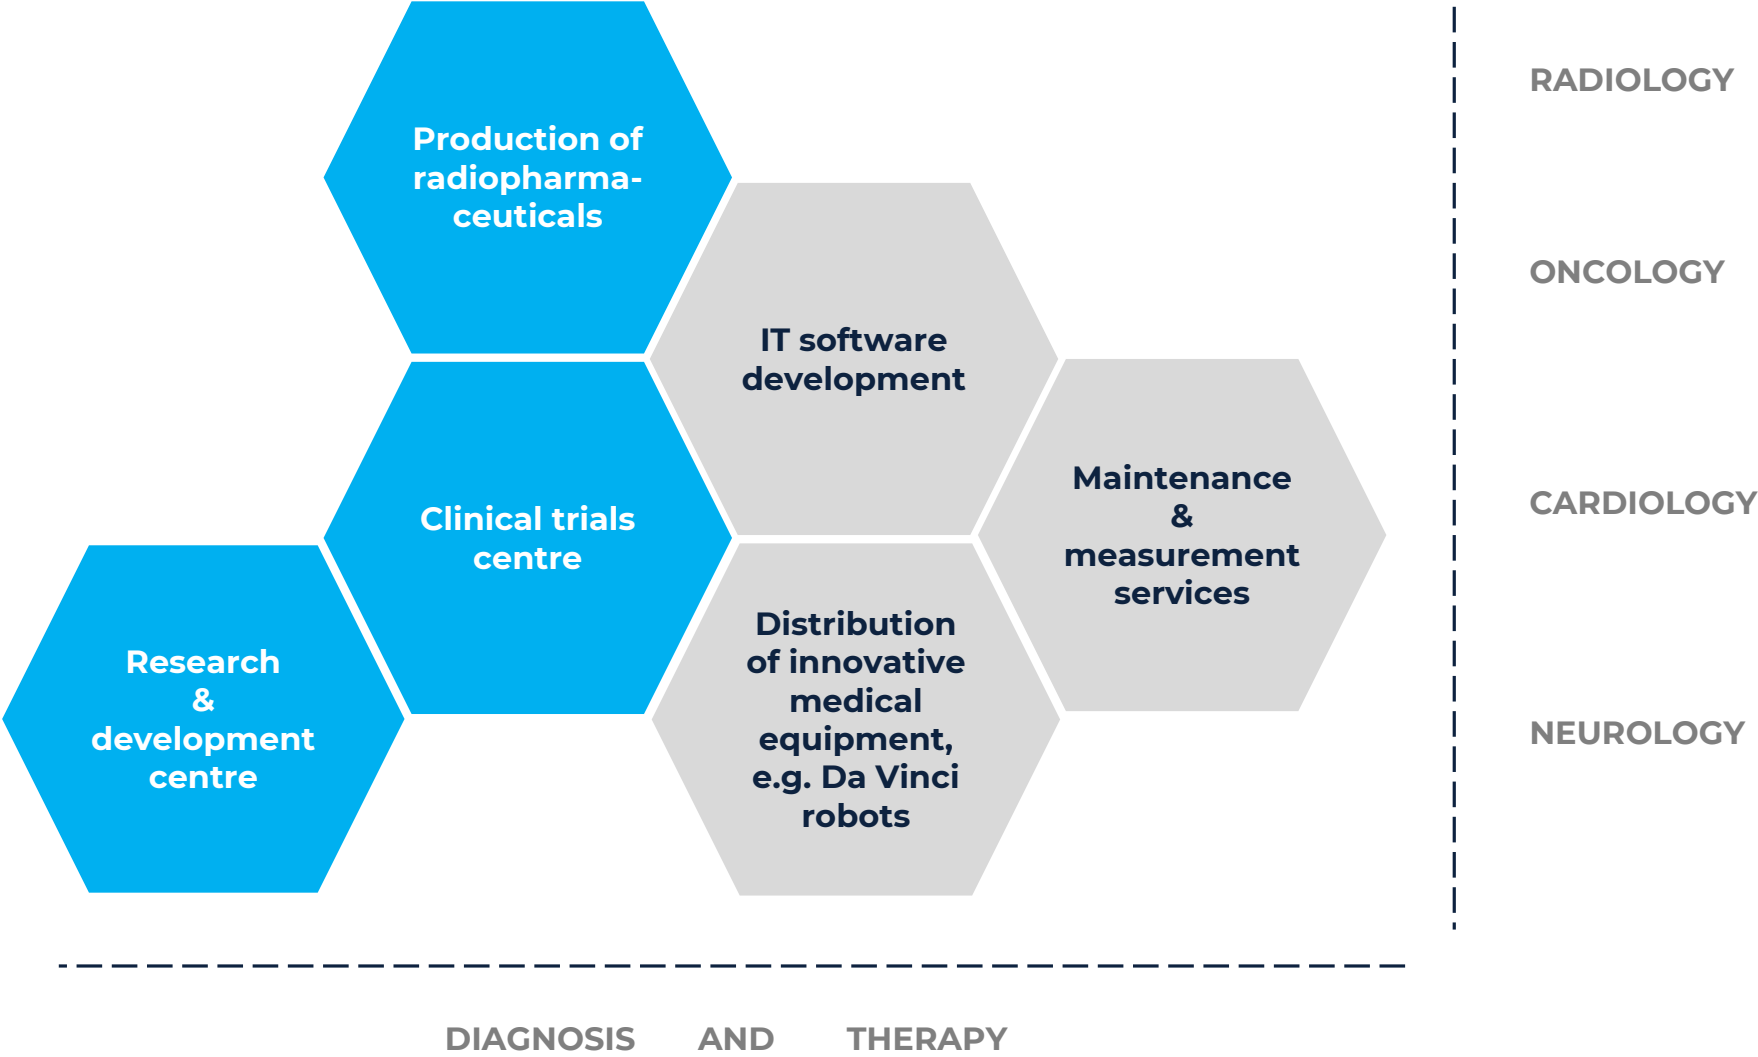 Production of
radiopharma-
ceuticals
IT software
development
Clinical trials
centre
Maintenance
&
measurement
services
Research
&
development
centre
Distribution
of innovative
medical
equipment,
e.g. Da Vinci
robots
RADIOLOGY
ONCOLOGY
CARDIOLOGY
NEUROLOGY
DIAGNOSIS AND THERAPY